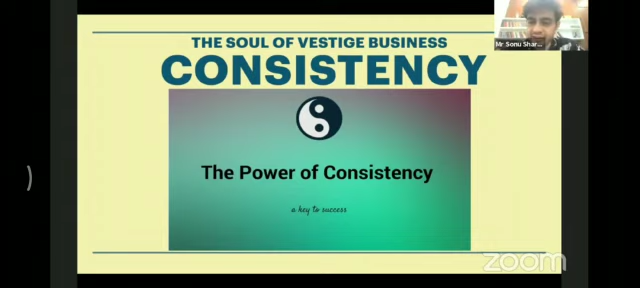 THE SOUL OF VESTIGE BUSINESS
CONSISTENCY
Mr Sonu Shar...
The Power of Consistency
a key to success
zoom